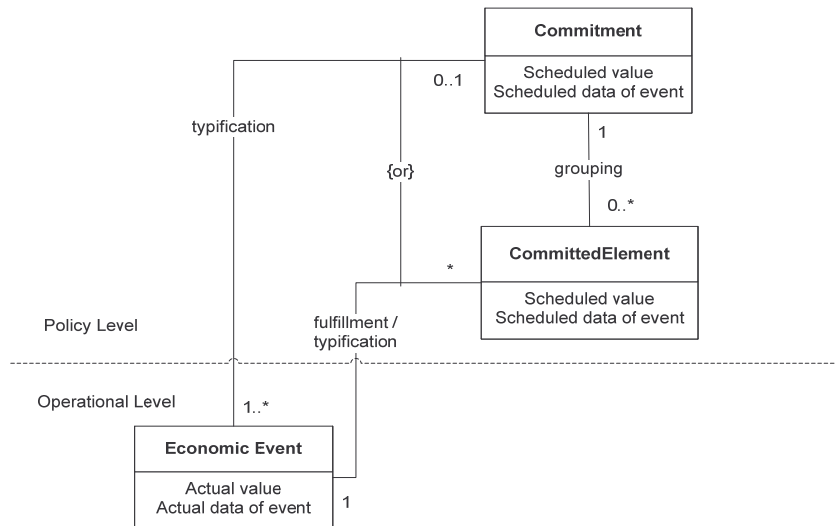 Commitment
Scheduled value
Scheduled data of event
0..1
typification
1
{or}
grouping
0..*
CommittedElement
*
Scheduled value
Scheduled data of event
Policy Level
fulfillment /
typification
Operational Level
1..*
Economic Event
Actual value
Actual data of event
1